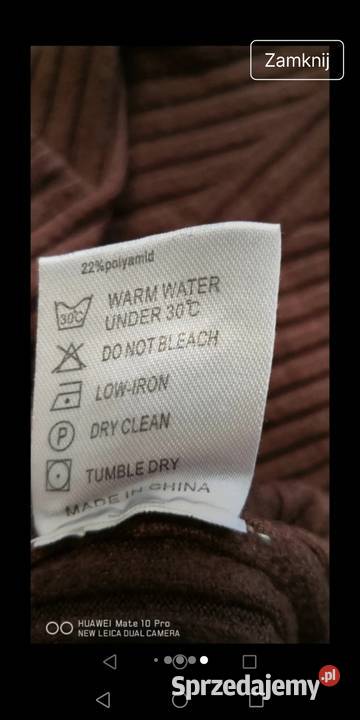 Zamknij
22%polyamid
WARM WATER
30°C
UNDER 30°C
DO NOT BLEACH
LOW-IRON
P
DRY CLEAN
TUMBLE DRY
MADE IN CHINA
HUAWEI Mate 10 Pro
NEW LEICA DUAL CAMERA
Sprzedajemy.pl